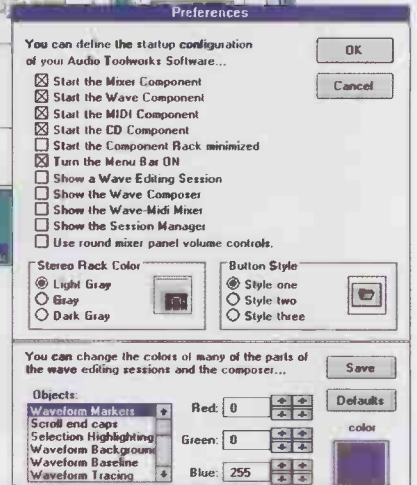 Preferences
You can define the startup configuration
of your Audio Toolworks Software...
OK
Cancel
Start the Mixer Component
Start the Wave Component
Start the MIDI Component
Start the CD Component
Start the Component Rack minimized
Turn the Menu Bar ON
Show a Wave Editing Session
Show the Wave Composer
Show the Wave-Midi Mixer
Show the Session Manager
Use round mixer panel volume controls.
Stereo Rack Color
Light Gray
Gray
Dark Gray
Button Style
Style one
Style two
Style three
You can change the colors of many of the parts of
the wave editing sessions and the composer...
Save
Defaults
Objects:
Waveform Markers
Scroll end caps
Selection Highlighting
Waveform Background
Waveform Baseline
Waveform Tracing
Red: 0
Green: 0
Blue: 255
color